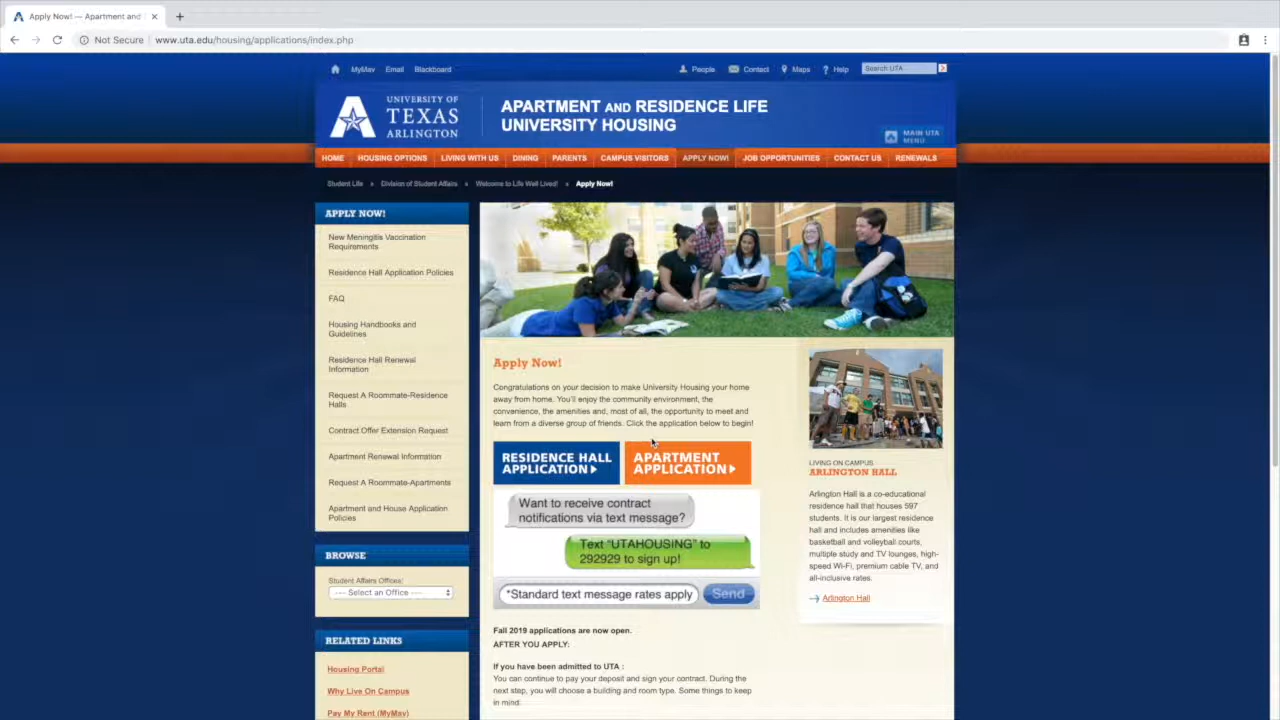 Apply Now! — Apartment and
Not Secure
www.uta.edu/housing/applications/index.php
MyMav Email Blackboard
People Contact Maps Help Search UTA
UNIVERSITY OF
TEXAS
ARLINGTON
APARTMENT AND RESIDENCE LIFE
UNIVERSITY HOUSING
MAIN UTA
MENU
HOME HOUSING OPTIONS LIVING WITH US DINING PARENTS CAMPUS VISITORS APPLY NOW! JOB OPPORTUNITIES CONTACT US RENEWALS
Student Life » Division of Student Affairs » Welcome to Life Well Lived! » Apply Now!
APPLY NOW!
New Meningitis Vaccination
Requirements
Residence Hall Application Policies
FAQ
Housing Handbooks and
Guidelines
Residence Hall Renewal
Information
Request A Roommate-Residence
Halls
Contract Offer Extension Request
Apartment Renewal Information
Request A Roommate-Apartments
Apartment and House Application
Policies
BROWSE
Student Affairs Offices:
--- Select an Office ----
RELATED LINKS
Housing Portal
Why Live On Campus
Pay My Rent (MyMav)
Apply Now!
Congratulations on your decision to make University Housing your home
away from home. You'll enjoy the community environment, the
convenience, the amenities and, most of all, the opportunity to meet and
learn from a diverse group of friends. Click the application below to begin!
RESIDENCE HALL
APPLICATION
APARTMENT
APPLICATION
Want to receive contract
notifications via text message?
Text "UTAHOUSING" to
292929 to sign up!
*Standard text message rates apply
Send
Fall 2019 applications are now open.
AFTER YOU APPLY:
If you have been admitted to UTA :
You can continue to pay your deposit and sign your contract. During the
next step, you will choose a building and room type. Some things to keep
in mind:
LIVING ON CAMPUS
ARLINGTON HALL
Arlington Hall is a co-educational
residence hall that houses 597
students. It is our largest residence
hall and includes amenities like
basketball and volleyball courts,
multiple study and TV lounges, high-
speed Wi-Fi, premium cable TV, and
all-inclusive rates.
Arlington Hall